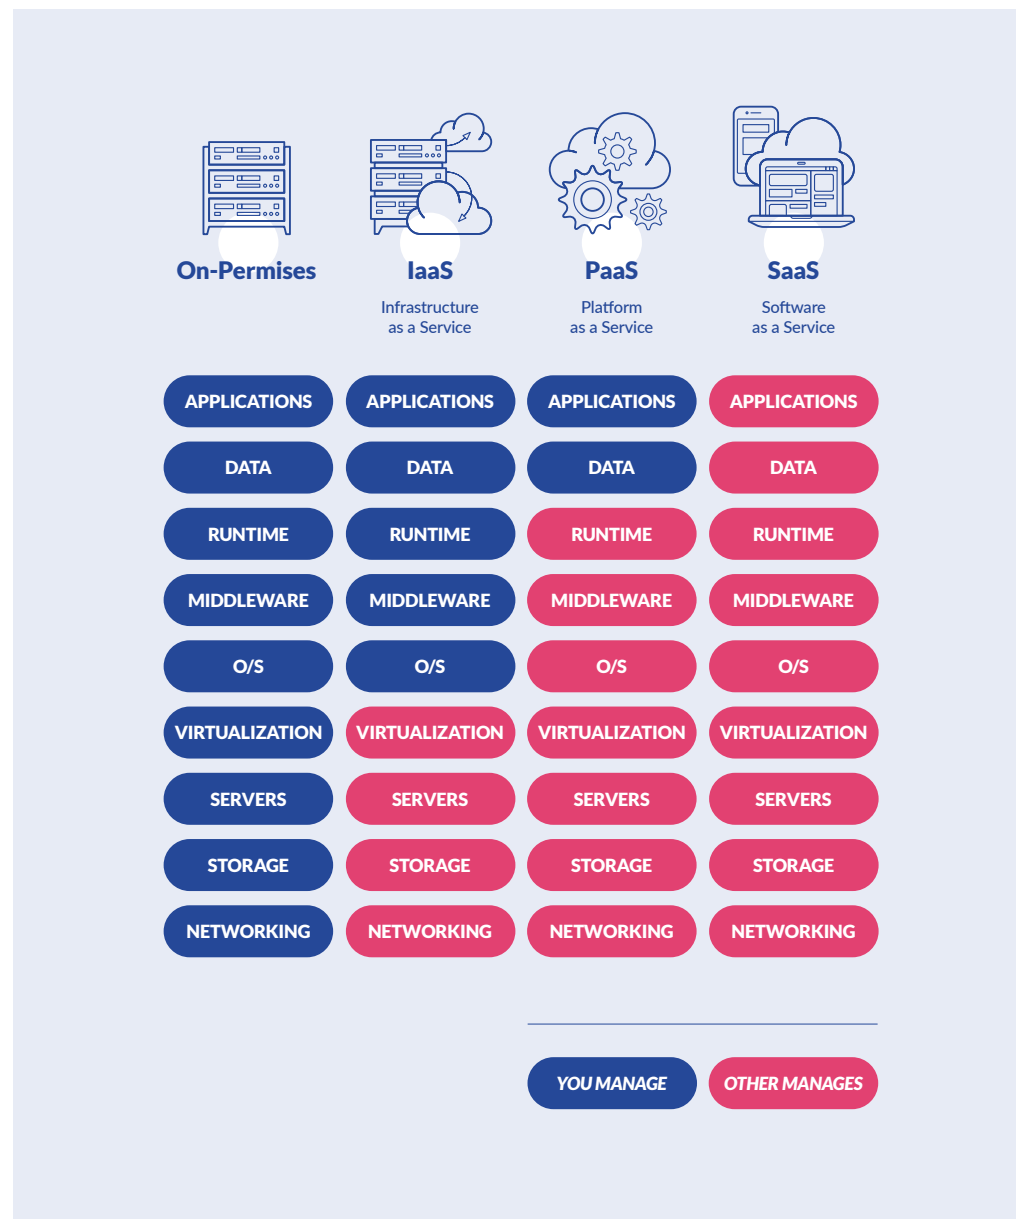 On-Permises IaaS PaaS SaaS
Infrastructure Platform Software
as a Service as a Service as a Service
APPLICATIONS APPLICATIONS APPLICATIONS APPLICATIONS
DATA DATA DATA DATA
RUNTIME RUNTIME RUNTIME RUNTIME
MIDDLEWARE MIDDLEWARE MIDDLEWARE MIDDLEWARE
O/S O/S O/S O/S
VIRTUALIZATION VIRTUALIZATION VIRTUALIZATION VIRTUALIZATION
SERVERS SERVERS SERVERS SERVERS
STORAGE STORAGE STORAGE STORAGE
NETWORKING NETWORKING NETWORKING NETWORKING
YOU MANAGE OTHER MANAGES